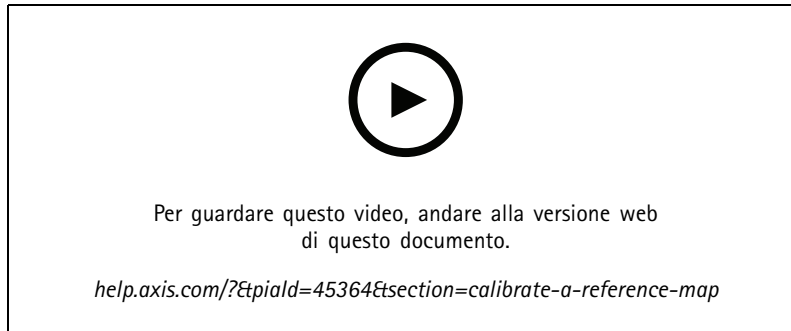 Per guardare questo video, andare alla versione web
di questo documento.
help.axis.com/?&piaId=45364&section=calibrate-a-reference-map